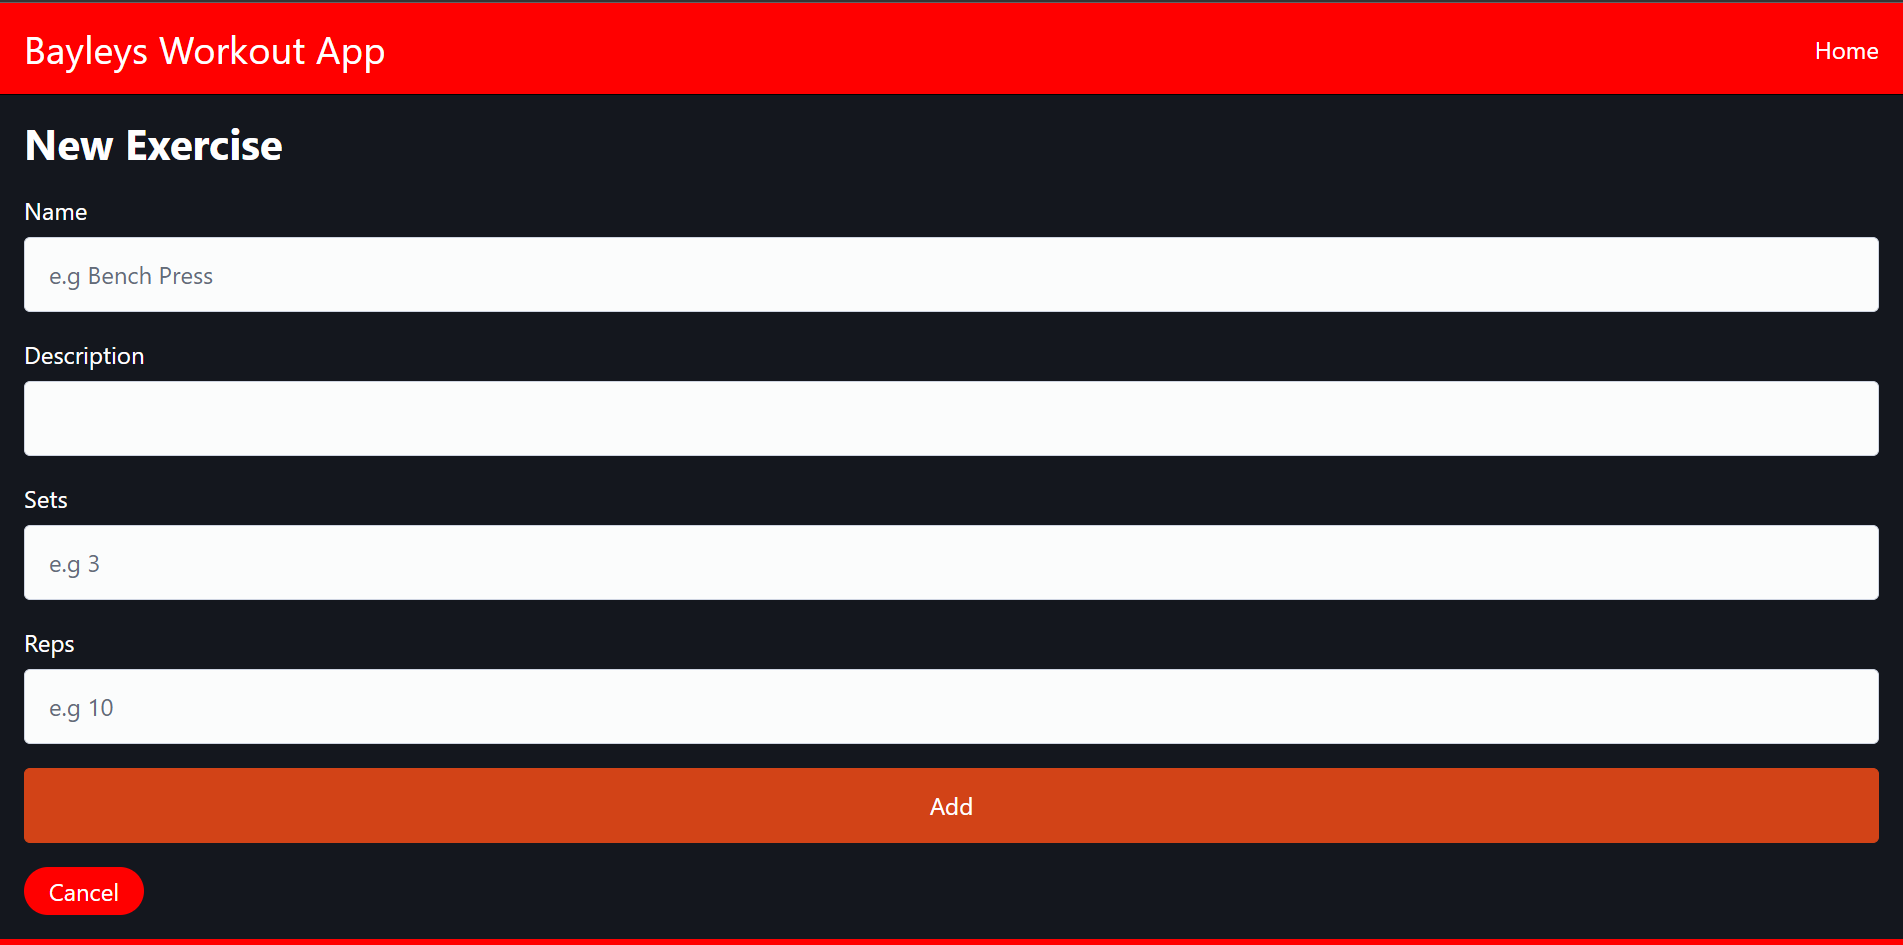 Bayleys Workout App
Home
New Exercise
Name
e.g Bench Press
Description
Sets
e.g 3
Reps
e.g 10
Add
Cancel